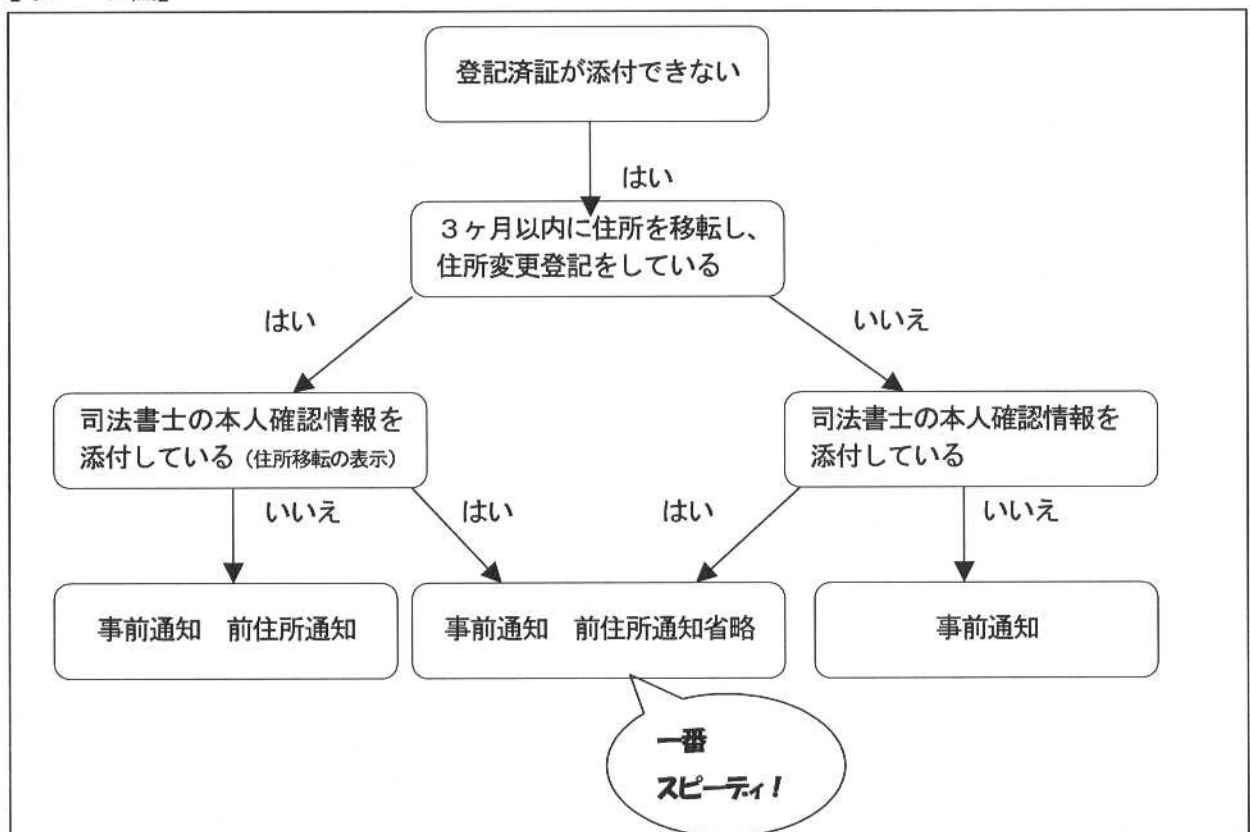 登記済証が添付できない
はい
３ヶ月以内に住所を移転し、
住所変更登記をしている
はい
いいえ
司法書士の本人確認情報を
添付している（住所移転の表示）
司法書士の本人確認情報を
添付している
いいえ
はい
はい
いいえ
事前通知　前住所通知
事前通知　前住所通知省略
事前通知
一番
スピーディ！